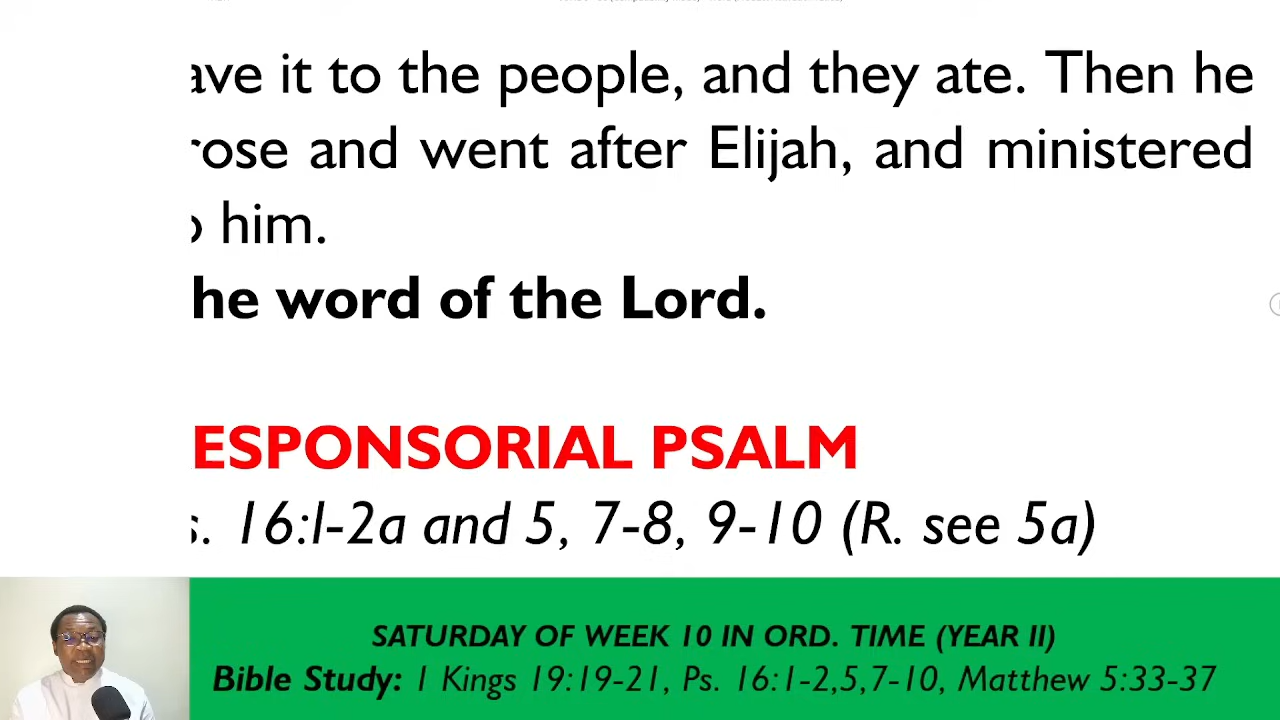 ave it to the people, and they ate. Then he
rose and went after Elijah, and ministered
o him.
he word of the Lord.
ESPONSORIAL PSALM
s. 16:1-2a and 5, 7-8, 9-10 (R. see 5a)
SATURDAY OF WEEK 10 IN ORD. TIME (YEAR II)
Bible Study: 1 Kings 19:19-21, Ps. 16:1-2,5,7-10, Matthew 5:33-37